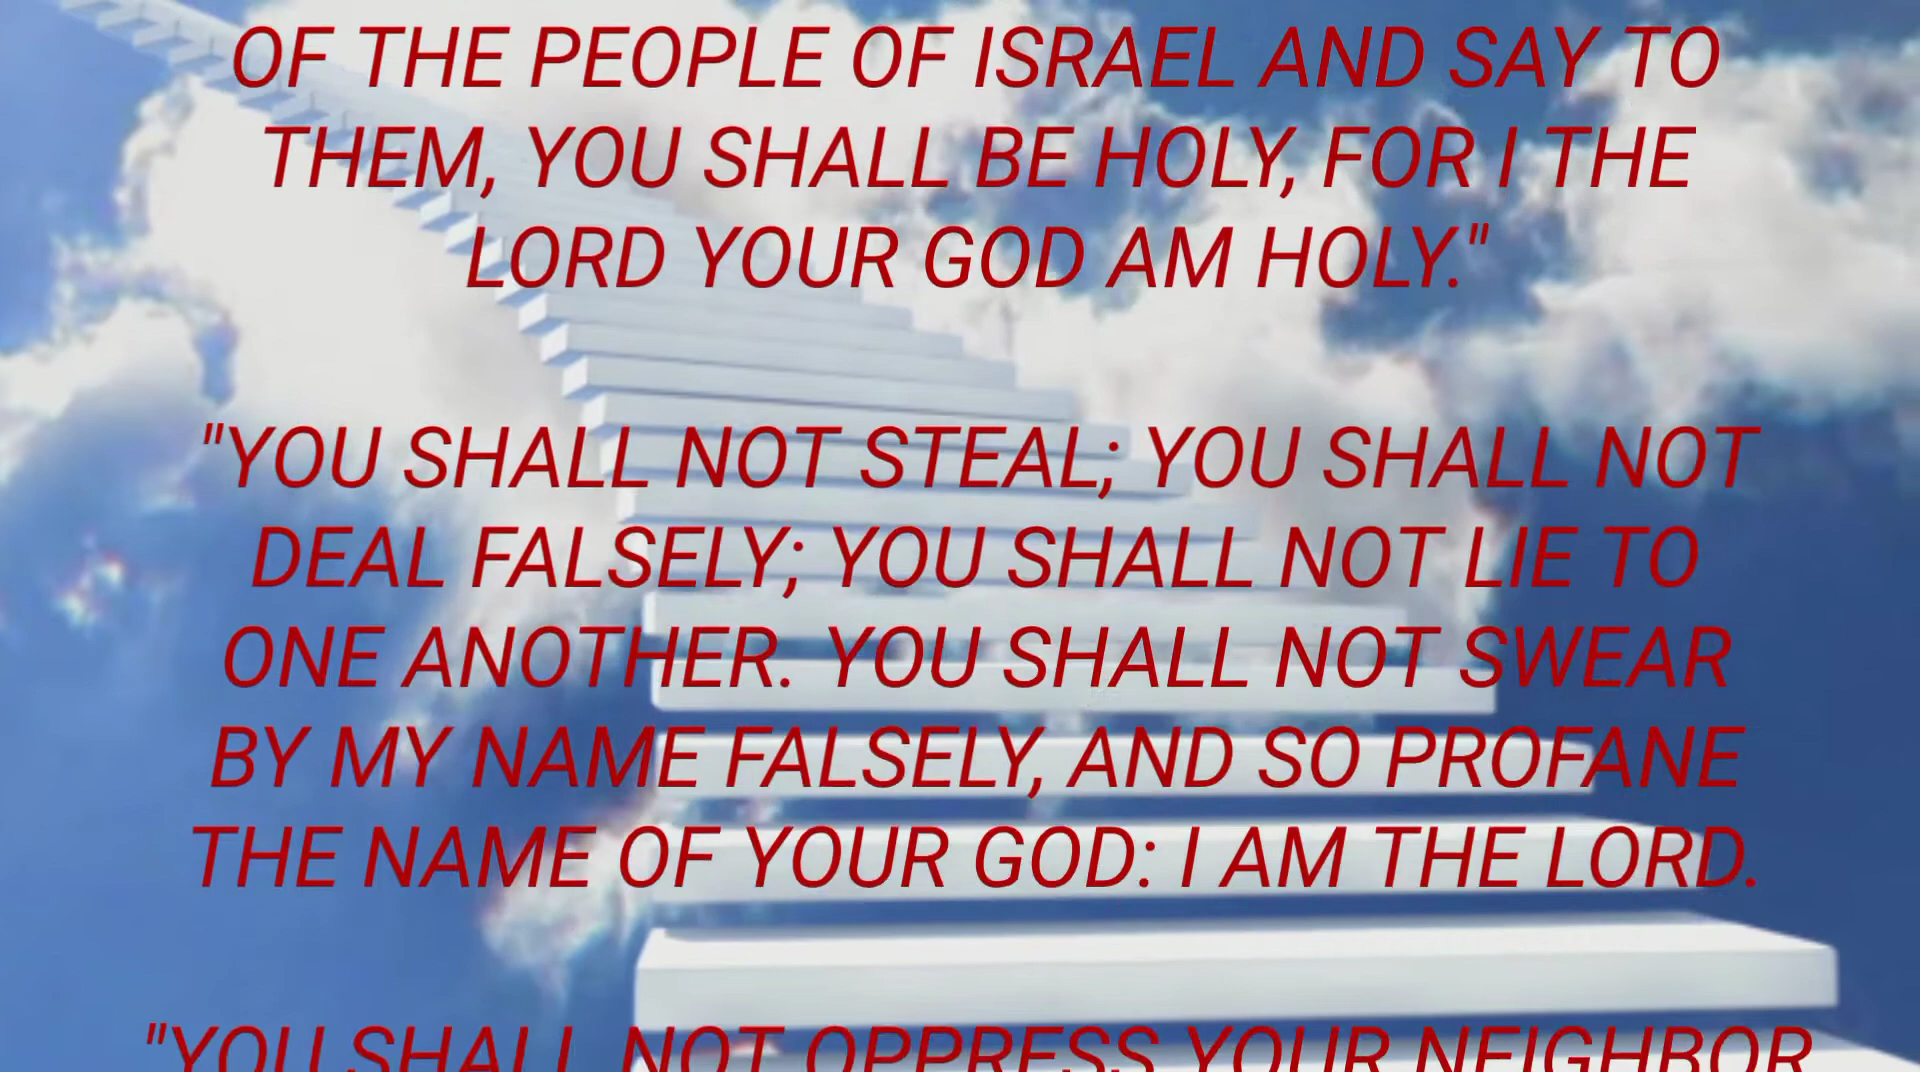 OF THE PEOPLE OF ISRAEL AND SAY TO
THEM, YOU SHALL BE HOLY, FOR I THE
LORD YOUR GOD AM HOLY."
"YOU SHALL NOT STEAL; YOU SHALL NOT
DEAL FALSELY; YOU SHALL NOT LIE TO
ONE ANOTHER. YOU SHALL NOT SWEAR
BY MY NAME FALSELY, AND SO PROFANE
THE NAME OF YOUR GOD: I AM THE LORD.
"YOU SHALL NOT OPPRESS YOUR NEIGHBOR